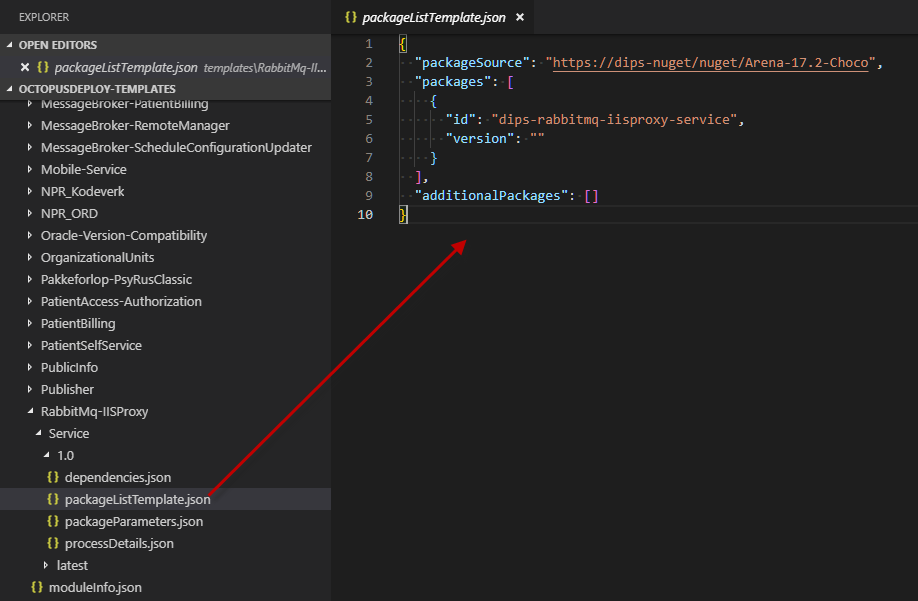 EXPLORER
OPEN EDITORS
packageListTemplate.json templates\RabbitMq-II...
OCTOPUSDEPLOY-TEMPLATES
MessageBroker-PatientBilling
MessageBroker-RemoteManager
MessageBroker-ScheduleConfigurationUpdater
Mobile-Service
NPR_Kodeverk
NPR_ORD
Oracle-Version-Compatibility
OrganizationalUnits
Pakkeforlop-PsyRusClassic
PatientAccess-Authorization
PatientBilling
PatientSelfService
PublicInfo
Publisher
RabbitMq-IISProxy
Service
1.0
{} dependencies.json
{} packageListTemplate.json
{} packageParameters.json
{} processDetails.json
latest
{} moduleInfo.json
{} packageListTemplate.json ×
1 {
2 "packageSource": "https://dips-nuget/nuget/Arena-17.2-Choco",
3 "packages": [
4 {
5 "id": "dips-rabbitmq-iisproxy-service",
6 "version": ""
7 }
8 ],
9 "additionalPackages": []
10 }